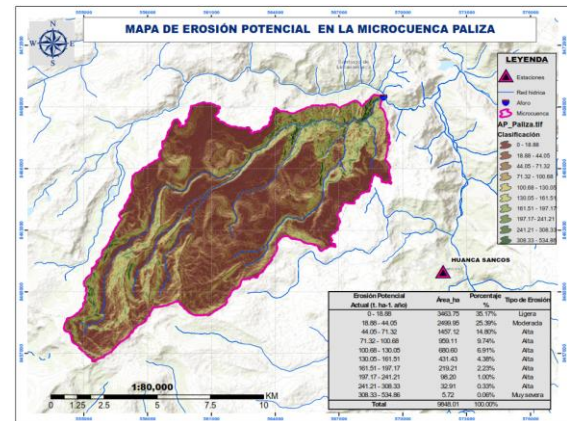 MAPA DE EROSIÓN POTENCIAL EN LA MICROCUENCA PALIZA
N
W E
S
LEYENDA
Estaciones
Red hídrica
Aforo
Microcuenca
AP_Paliza.tif
Clasificación
0 - 18.88
18.88 - 44.05
44.05 - 71.32
71.32 - 100.68
100.68 - 130.05
130.05 - 161.51
161.51 - 197.17
197.17 - 241.21
241.21 - 308.33
308.33 - 534.86
HUANCA SANCOS
Erosión Potencial Actual (t. ha-1. año) Área_ha Porcentaje % Tipo de Erosión
0 - 18.88 3463.75 35.17% Ligera
18.88 - 44.05 2499.95 25.39% Moderada
44.05 - 71.32 1457.12 14.80% Alta
71.32 - 100.68 959.11 9.74% Alta
100.68 - 130.05 680.60 6.91% Alta
130.05 - 161.51 431.43 4.38% Alta
161.51 - 197.17 219.21 2.23% Alta
197.17 - 241.21 98.20 1.00% Alta
241.21 - 308.33 32.91 0.33% Alta
308.33 - 534.86 5.72 0.06% Muy severa
Total 9848.01 100.00%
1:80,000
KM
0 1.25 2.5 5 7.5 10